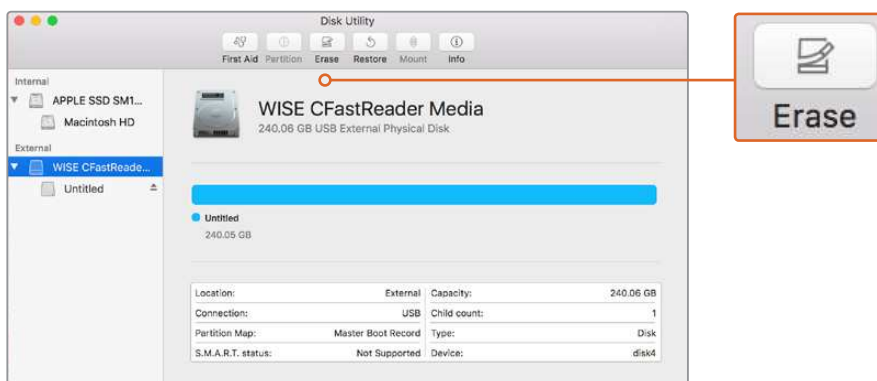 Disk Utility
First Aid Partition Erase Restore Mount Info
Erase
Internal
APPLE SSD SM1...
Macintosh HD
External
WISE CFastReade...
Untitled
WISE CFastReader Media
240.06 GB USB External Physical Disk
Untitled
240.05 GB
Location: External Capacity: 240.06 GB
Connection: USB Child count: 1
Partition Map: Master Boot Record Type: Disk
S.M.A.R.T. status: Not Supported Device: disk4